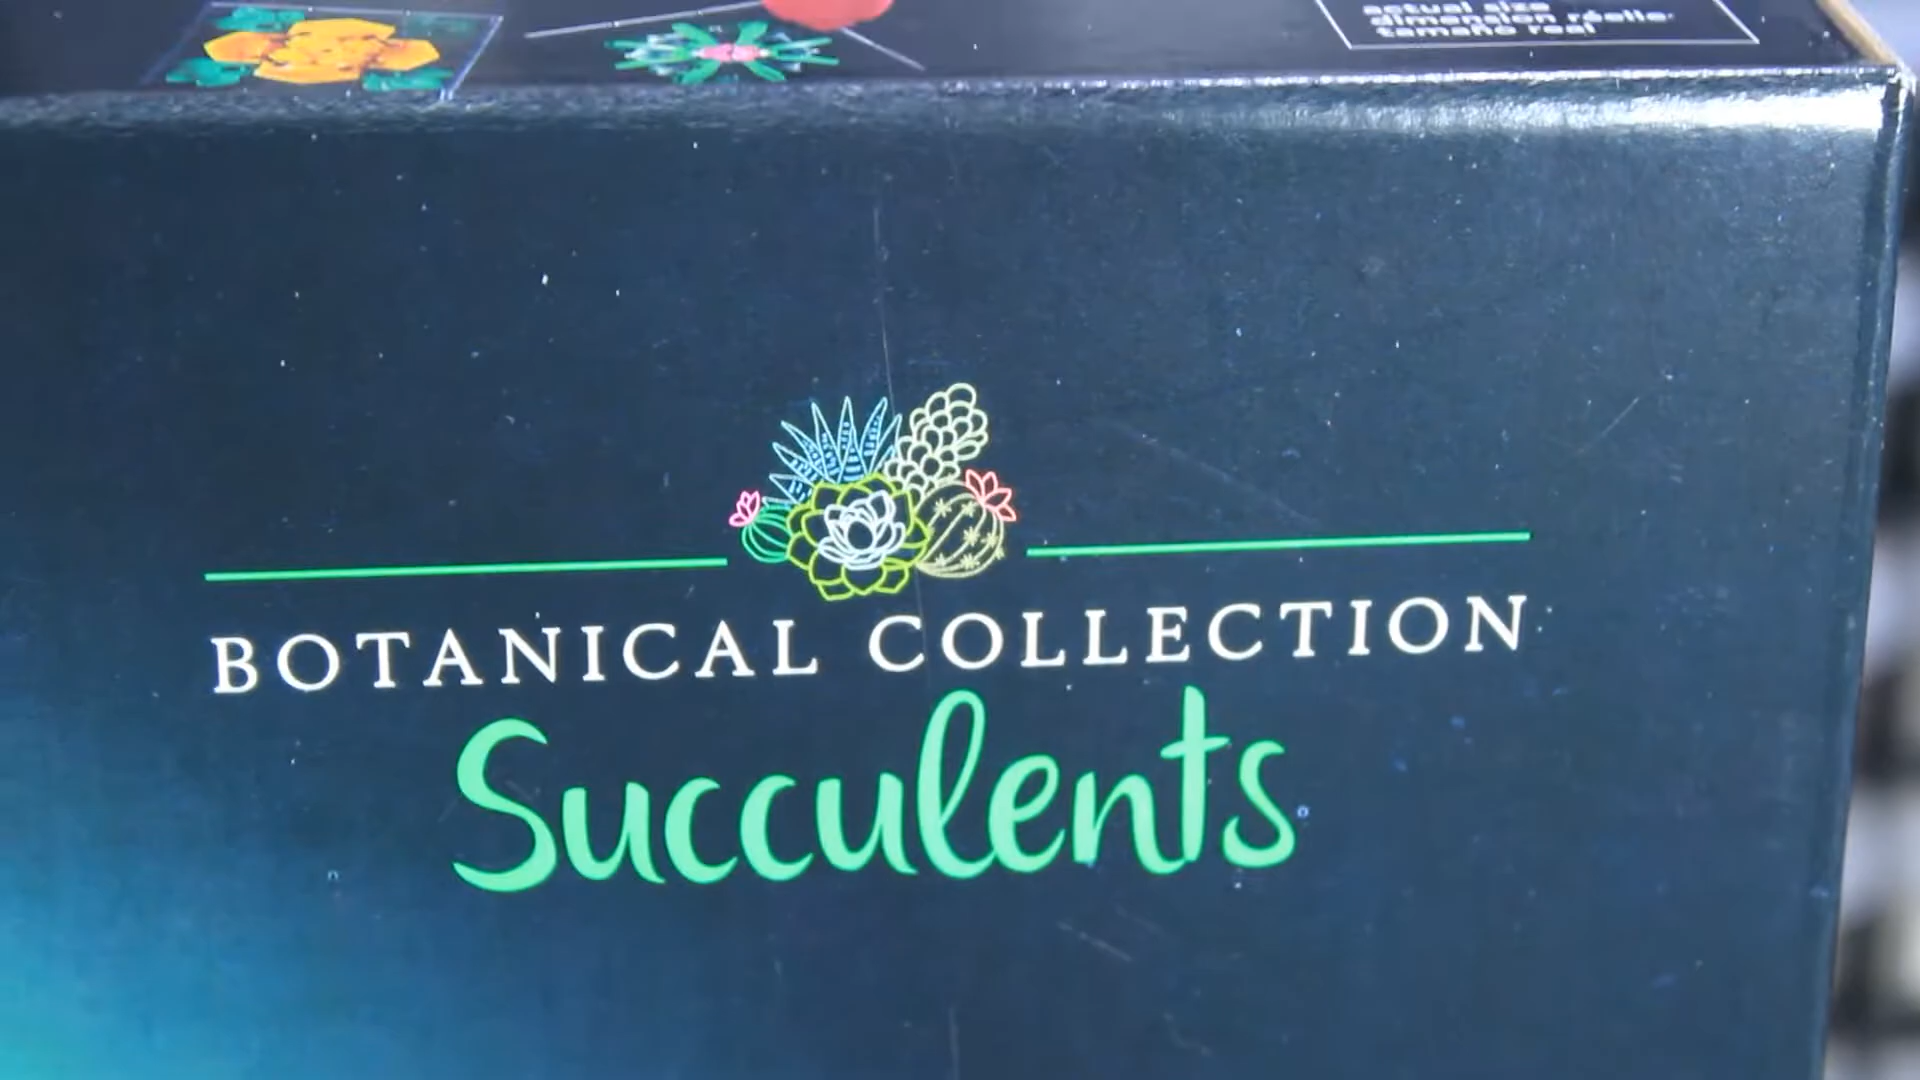 actual size
dimension réelle
tamaño real
BOTANICAL COLLECTION
Succulents